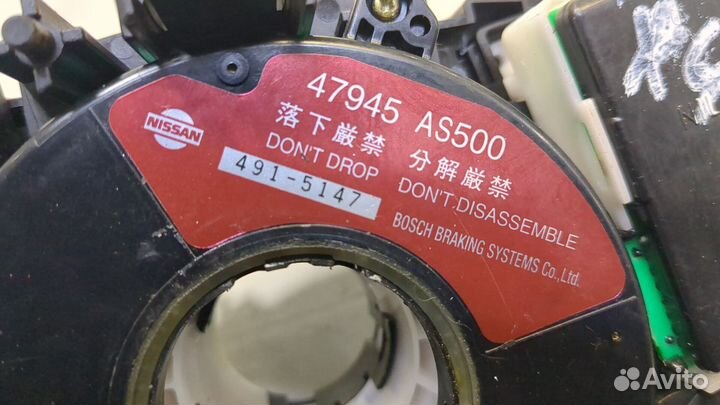 47945 AS500
NISSAN
落下厳禁 分解厳禁
DON'T DROP DON'T DISASSEMBLE
491-5147
BOSCH BRAKING SYSTEMS Co.,Ltd.
Avito